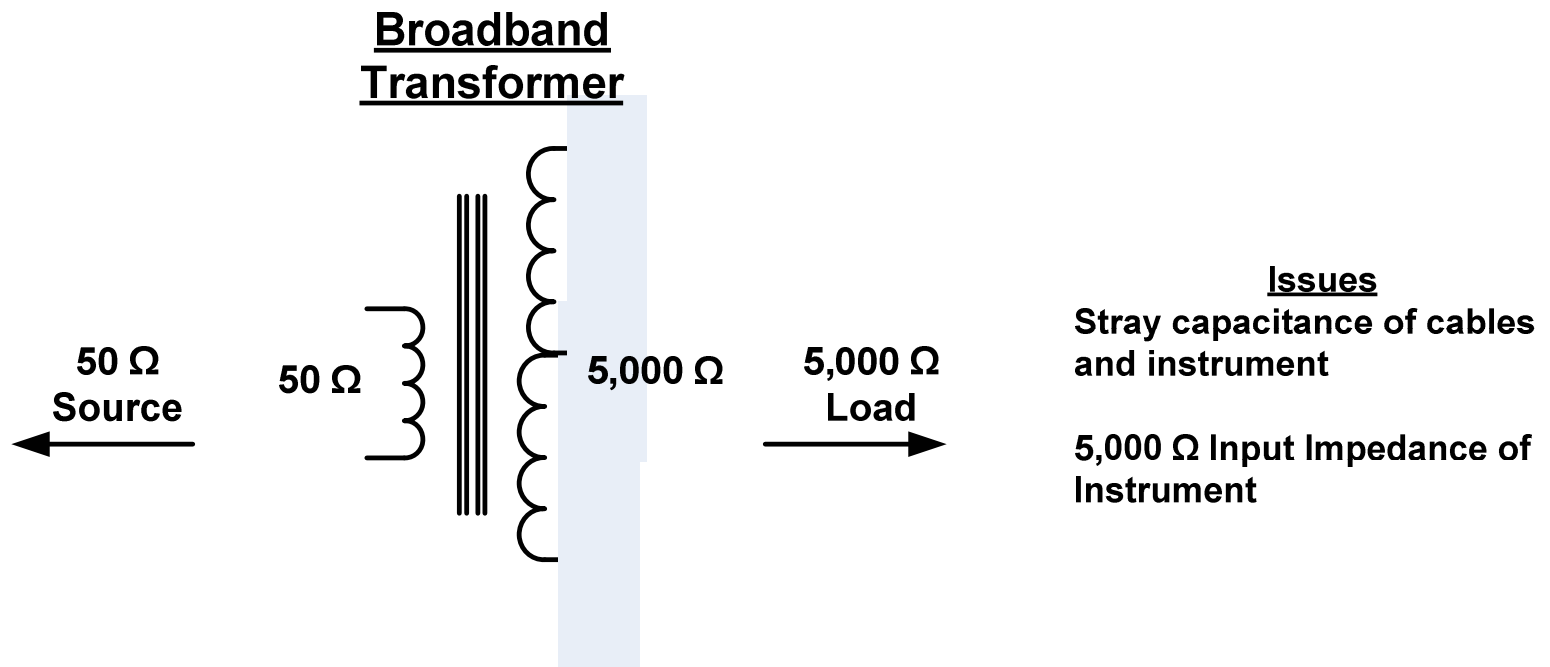 Broadband
Transformer
50 Ω
Source
50 Ω
5,000 Ω
5,000 Ω
Load
Issues
Stray capacitance of cables
and instrument
5,000 Ω Input Impedance of
Instrument